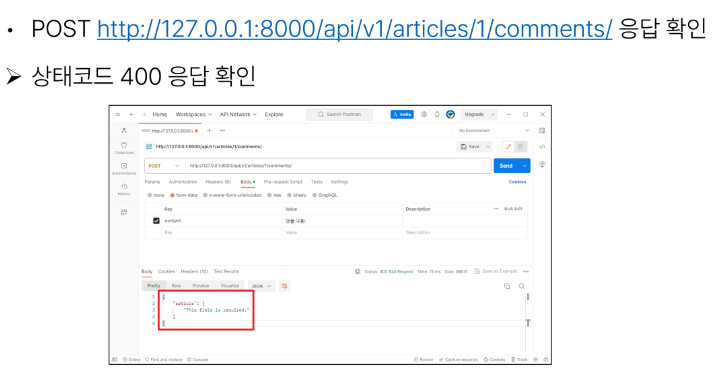 • POST http://127.0.0.1:8000/api/v1/articles/1/comments/ 응답 확인
➢ 상태코드 400 응답 확인
Home Workspaces API Network Explore Search Postman Invite Upgrade
POST http://127.0.0.1:8000/ No Environment
http://127.0.0.1:8000/api/v1/articles/1/comments/ Save
Collections
POST http://127.0.0.1:8000/api/v1/articles/1/comments/ Send
Environments
Params Authorization Headers (8) Body Pre-request Script Tests Settings Cookies
History
none form-data x-www-form-urlencoded raw binary GraphQL
Key Value Description Bulk Edit
content 댓글 내용!
Key Value Description
Body Cookies Headers (10) Test Results Status: 400 Bad Request Time: 13 ms Save as Example
Pretty Raw Preview Visualize JSON
1 {
2 "article": [
3 "This field is required."
4 ]
5 }
Online Find and replace Console Runner Capture requests Cookies Trash